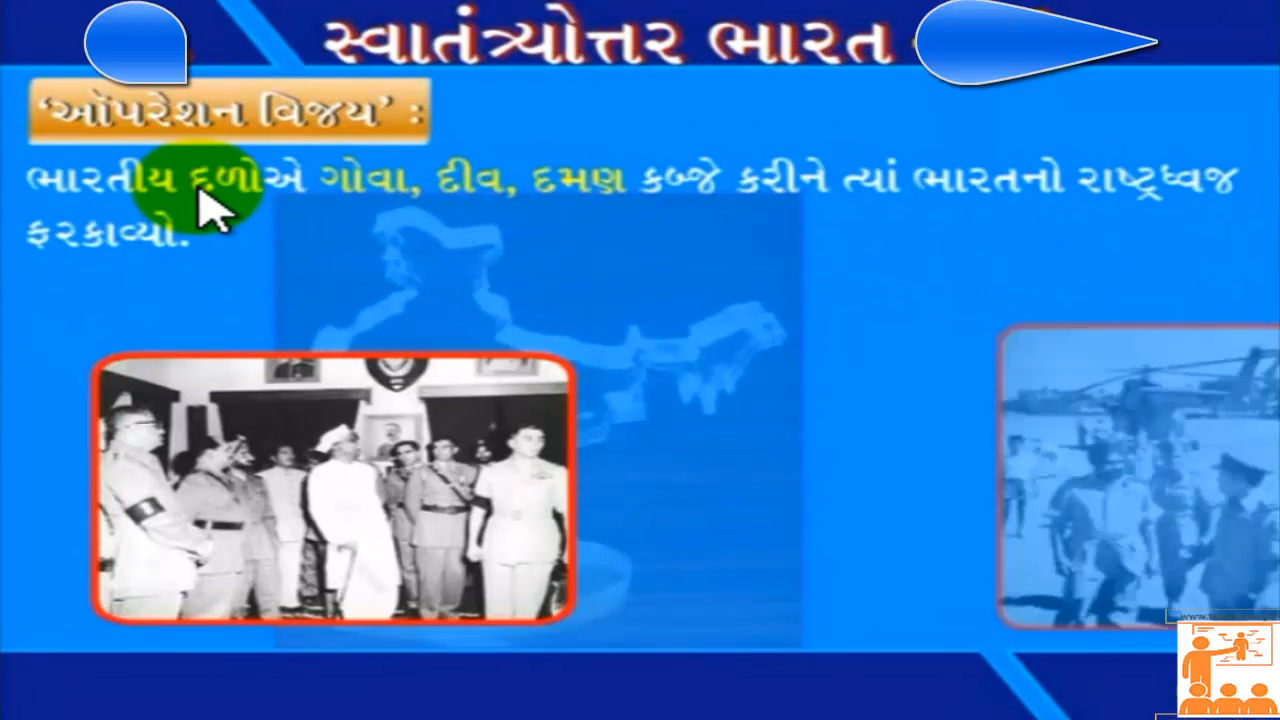 સ્વાતંત્ર્યોત્તર ભારત
‘ઑપરેશન વિજય’ :
ભારતીય દળોએ ગોવા, દીવ, દમણ કબ્જે કરીને ત્યાં ભારતનો રાષ્ટ્રધ્વજ
ફરકાવ્યો.